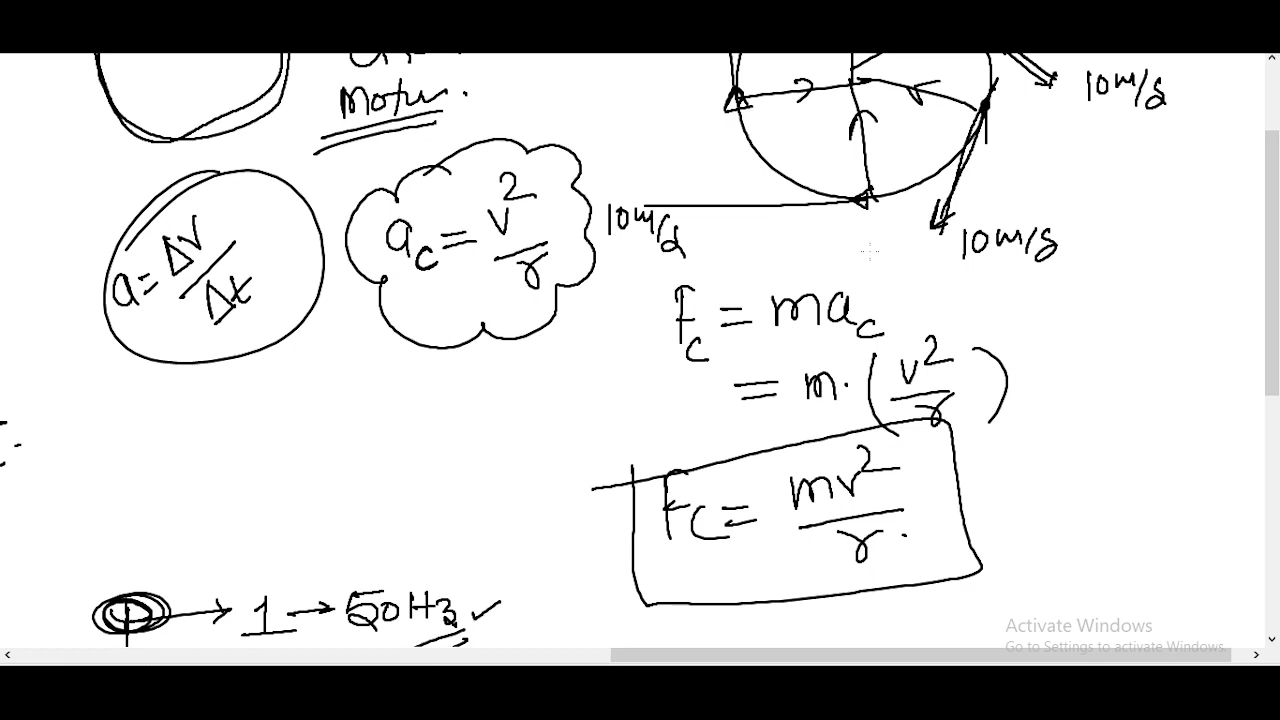 Motion.
10m/s
a = Δv/Δt
a_c = v²/r
10m/s
10m/s
F_c = ma_c
= m. (v²/r)
F_c = mv²/r.
1 → 50Hz ✓
Activate Windows
Go to Settings to activate Windows.